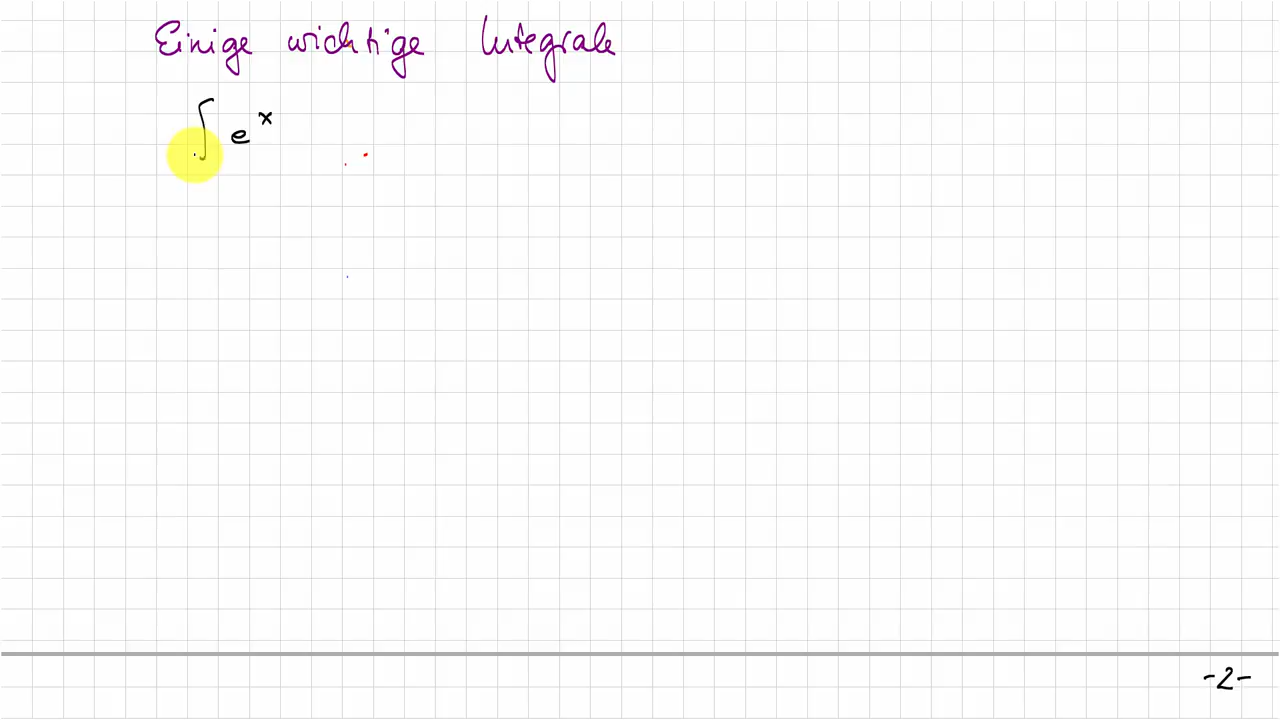 Einige wichtige Integrale
∫ e^x
-2-